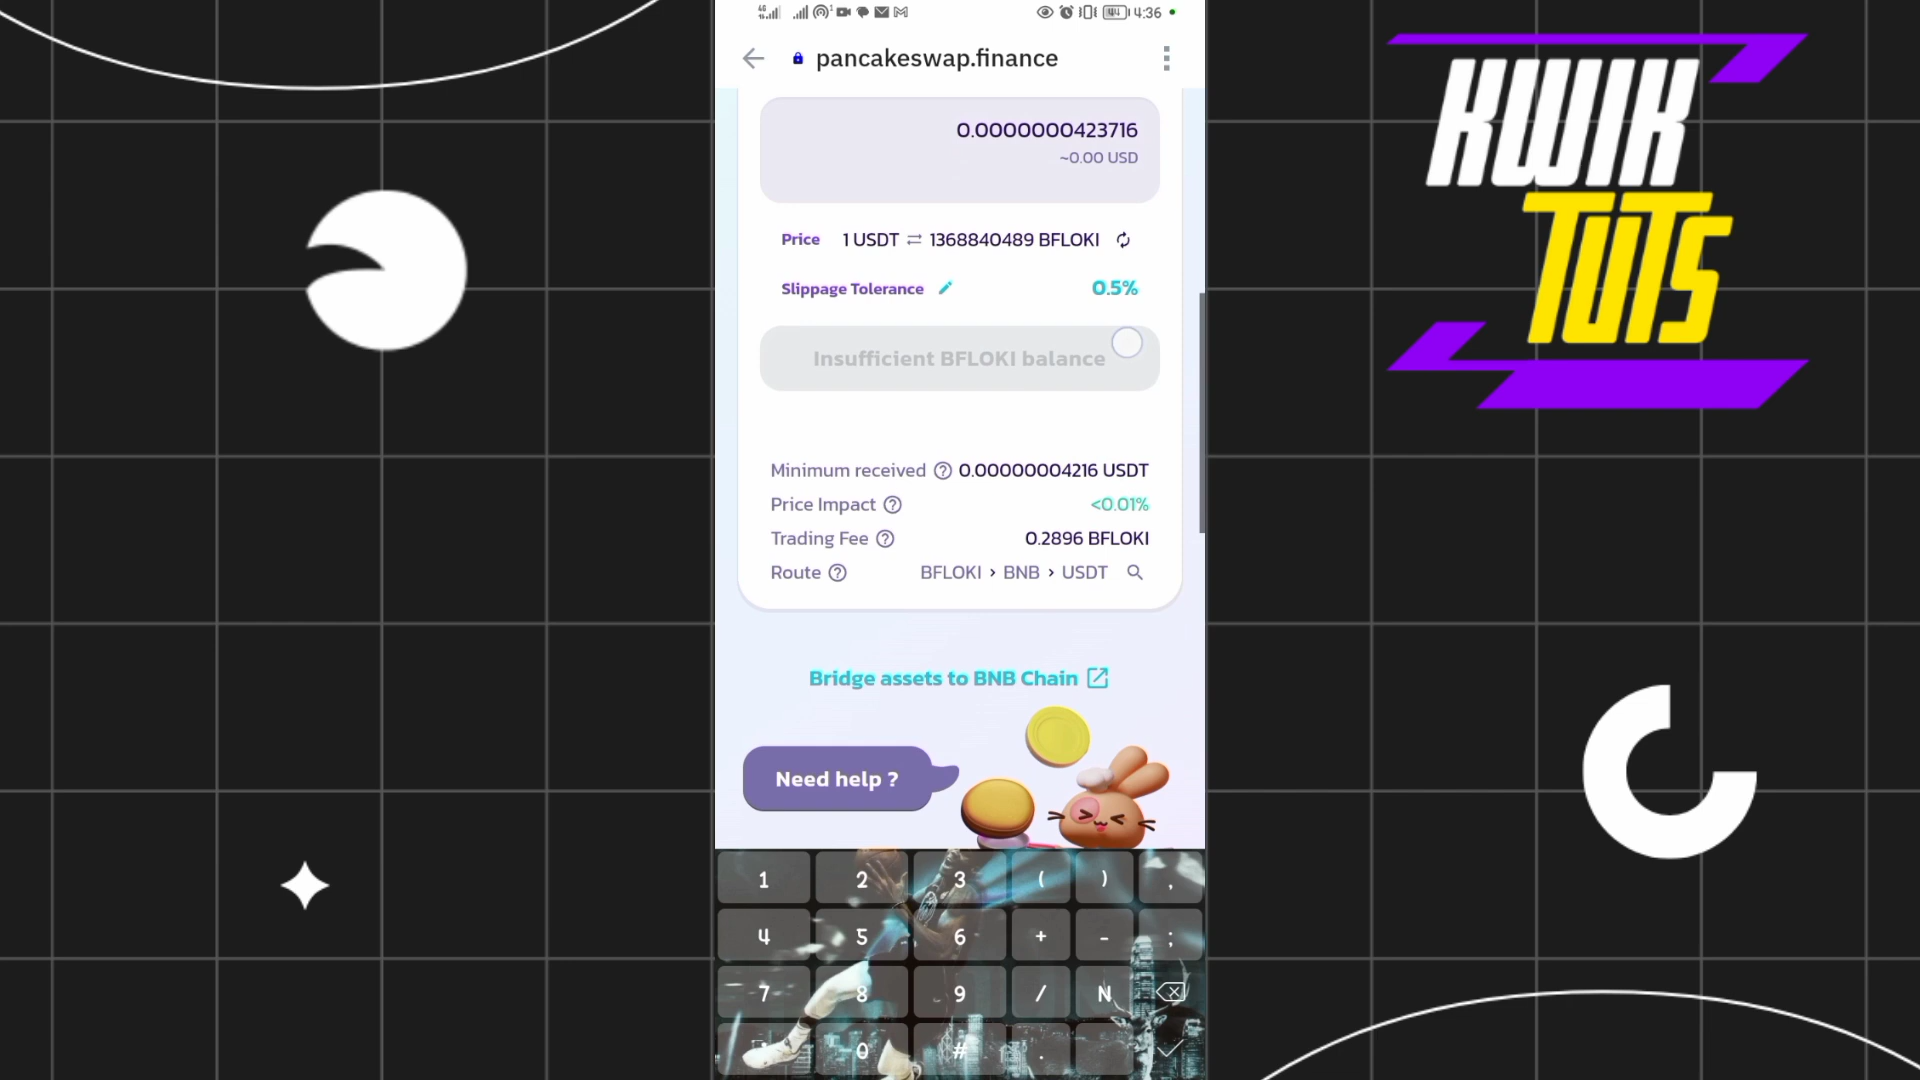 4G 4:36
pancakeswap.finance
0.0000000423716
~0.00 USD
Price 1 USDT ⇄ 1368840489 BFLOKI
Slippage Tolerance 0.5%
Insufficient BFLOKI balance
Minimum received 0.00000004216 USDT
Price Impact <0.01%
Trading Fee 0.2896 BFLOKI
Route BFLOKI > BNB > USDT
Bridge assets to BNB Chain
Need help ?
1 2 3 ( ) ,
4 5 6 + - ;
7 8 9 / N
0 # .
KWIK
TUTS